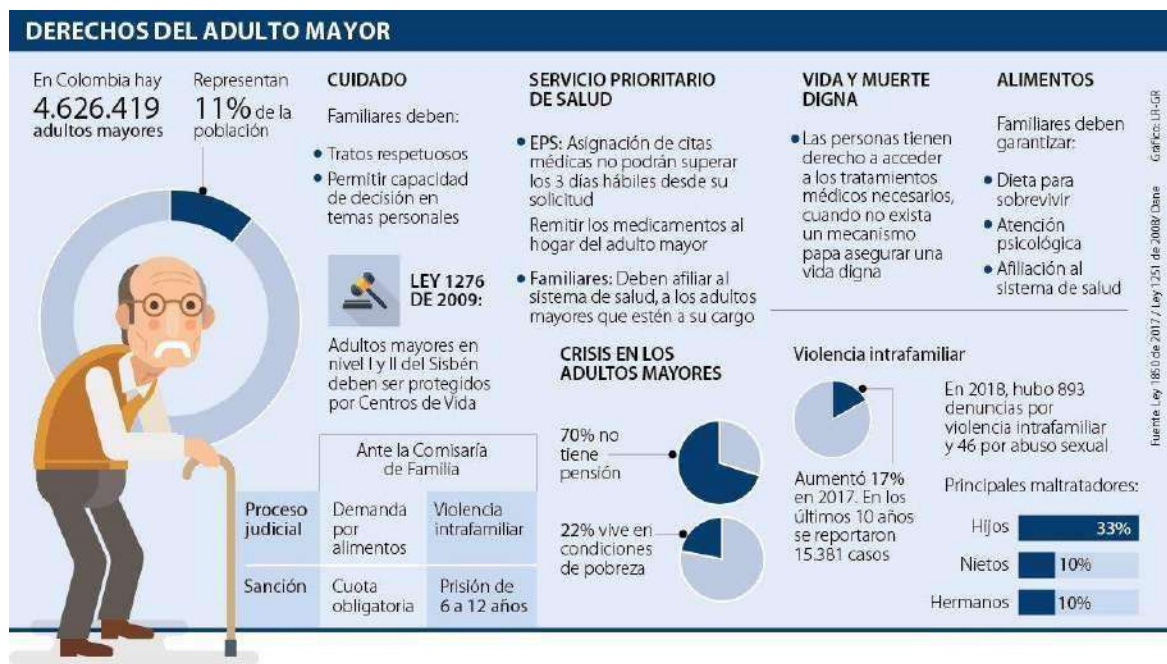 DERECHOS DEL ADULTO MAYOR
En Colombia hay
4.626.419
adultos mayores
Representan
11% de la
población
CUIDADO
Familiares deben:
• Tratos respetuosos
• Permitir capacidad
de decisión en
temas personales
LEY 1276
DE 2009:
Adultos mayores en
nivel I y II del Sisbén
deben ser protegidos
por Centros de Vida
Ante la Comisaría
de Familia
Proceso
judicial
Demanda
por
alimentos
Violencia
intrafamiliar
Sanción
Cuota
obligatoria
Prisión de
6 a 12 años
SERVICIO PRIORITARIO
DE SALUD
• EPS: Asignación de citas
médicas no podrán superar
los 3 días hábiles desde su
solicitud
Remitir los medicamentos al
hogar del adulto mayor
• Familiares: Deben afiliar al
sistema de salud, a los adultos
mayores que estén a su cargo
VIDA Y MUERTE
DIGNA
• Las personas tienen
derecho a acceder
a los tratamientos
médicos necesarios,
cuando no exista
un mecanismo
papa asegurar una
vida digna
ALIMENTOS
Familiares deben
garantizar:
• Dieta para
sobrevivir
• Atención
psicológica
• Afiliación al
sistema de salud
CRISIS EN LOS
ADULTOS MAYORES
70% no
tiene
pensión
22% vive en
condiciones
de pobreza
Violencia intrafamiliar
Aumentó 17%
en 2017. En los
últimos 10 años
se reportaron
15.381 casos
En 2018, hubo 893
denuncias por
violencia intrafamiliar
y 46 por abuso sexual
Principales maltratadores:
Hijos 33%
Nietos 10%
Hermanos 10%
Fuente: Ley 1850 de 2017 / Ley 1251 de 2008/ Dane Gráfico: LR-GR